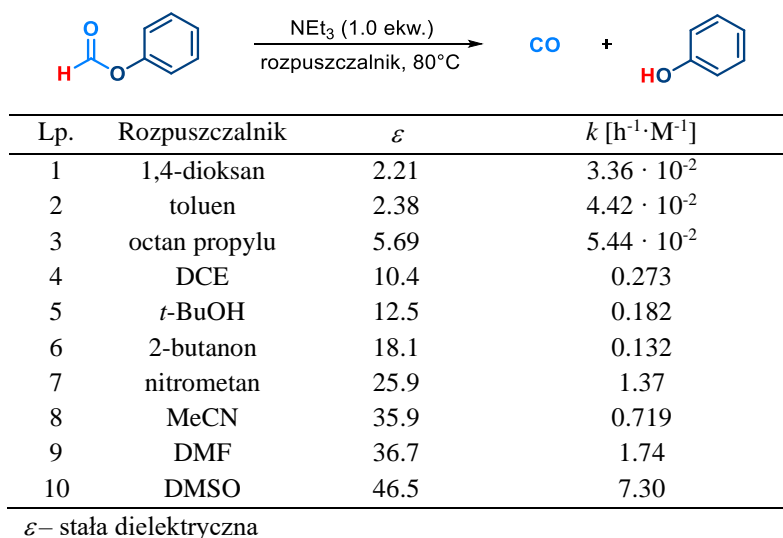 NEt₃ (1.0 ekw.)
rozpuszczalnik, 80°C
H O O
CO + HO
Lp. Rozpuszczalnik ε k [h⁻¹·M⁻¹]
1 1,4-dioksan 2.21 3.36 · 10⁻²
2 toluen 2.38 4.42 · 10⁻²
3 octan propylu 5.69 5.44 · 10⁻²
4 DCE 10.4 0.273
5 t-BuOH 12.5 0.182
6 2-butanon 18.1 0.132
7 nitrometan 25.9 1.37
8 MeCN 35.9 0.719
9 DMF 36.7 1.74
10 DMSO 46.5 7.30
ε – stała dielektryczna